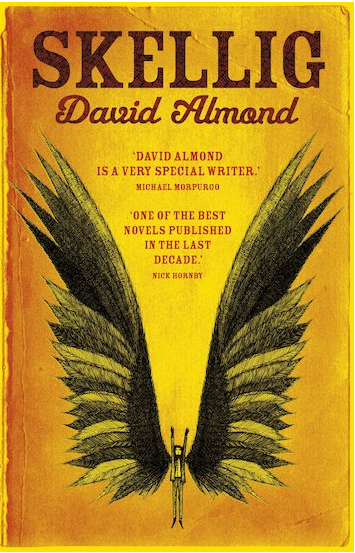 SKELLIG
David Almond
‘DAVID ALMOND
IS A VERY SPECIAL WRITER.’
MICHAEL MORPURGO
‘ONE OF THE BEST
NOVELS PUBLISHED
IN THE LAST
DECADE.’
NICK HORNBY